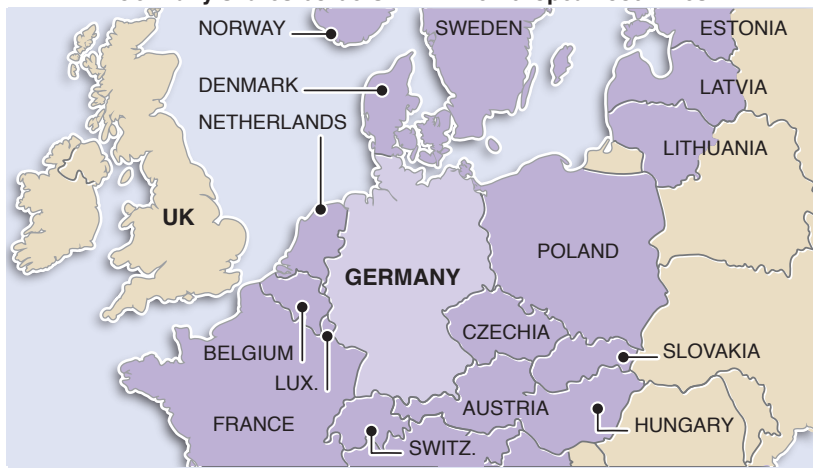 NORWAY
SWEDEN
ESTONIA
DENMARK
LATVIA
NETHERLANDS
LITHUANIA
UK
POLAND
GERMANY
CZECHIA
BELGIUM
SLOVAKIA
LUX.
AUSTRIA
FRANCE
HUNGARY
SWITZ.